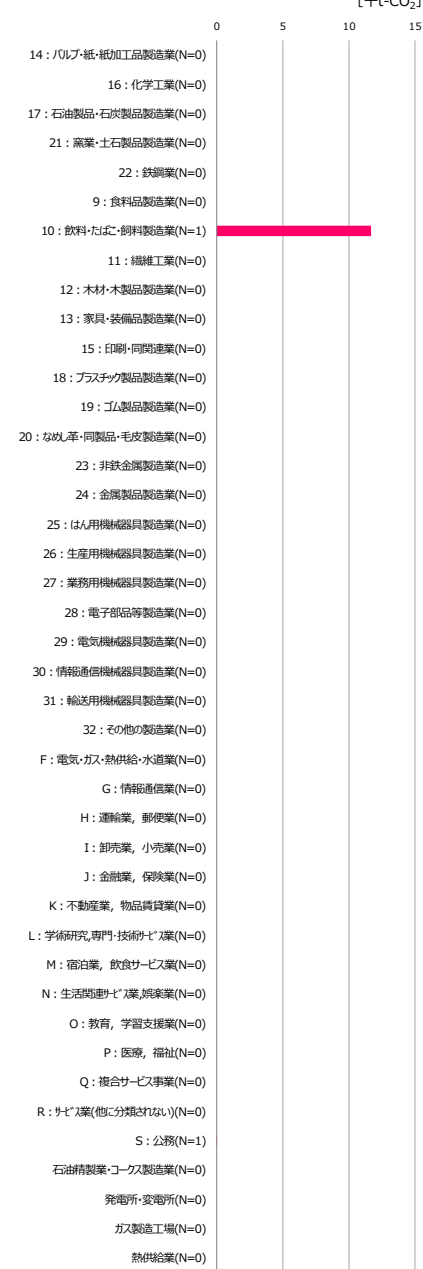 [千t-CO2]
0 5 10 15
14：パルプ・紙・紙加工品製造業(N=0)
16：化学工業(N=0)
17：石油製品・石炭製品製造業(N=0)
21：窯業・土石製品製造業(N=0)
22：鉄鋼業(N=0)
9：食料品製造業(N=0)
10：飲料・たばこ・飼料製造業(N=1)
11：繊維工業(N=0)
12：木材・木製品製造業(N=0)
13：家具・装備品製造業(N=0)
15：印刷・同関連業(N=0)
18：プラスチック製品製造業(N=0)
19：ゴム製品製造業(N=0)
20：なめし革・同製品・毛皮製造業(N=0)
23：非鉄金属製造業(N=0)
24：金属製品製造業(N=0)
25：はん用機械器具製造業(N=0)
26：生産用機械器具製造業(N=0)
27：業務用機械器具製造業(N=0)
28：電子部品等製造業(N=0)
29：電気機械器具製造業(N=0)
30：情報通信機械器具製造業(N=0)
31：輸送用機械器具製造業(N=0)
32：その他の製造業(N=0)
F：電気・ガス・熱供給・水道業(N=0)
G：情報通信業(N=0)
H：運輸業，郵便業(N=0)
I：卸売業，小売業(N=0)
J：金融業，保険業(N=0)
K：不動産業，物品賃貸業(N=0)
L：学術研究,専門・技術ｻｰﾋﾞｽ業(N=0)
M：宿泊業，飲食サービス業(N=0)
N：生活関連ｻｰﾋﾞｽ業,娯楽業(N=0)
O：教育，学習支援業(N=0)
P：医療，福祉(N=0)
Q：複合サービス事業(N=0)
R：ｻｰﾋﾞｽ業(他に分類されない)(N=0)
S：公務(N=1)
石油精製業・コークス製造業(N=0)
発電所・変電所(N=0)
ガス製造工場(N=0)
熱供給業(N=0)